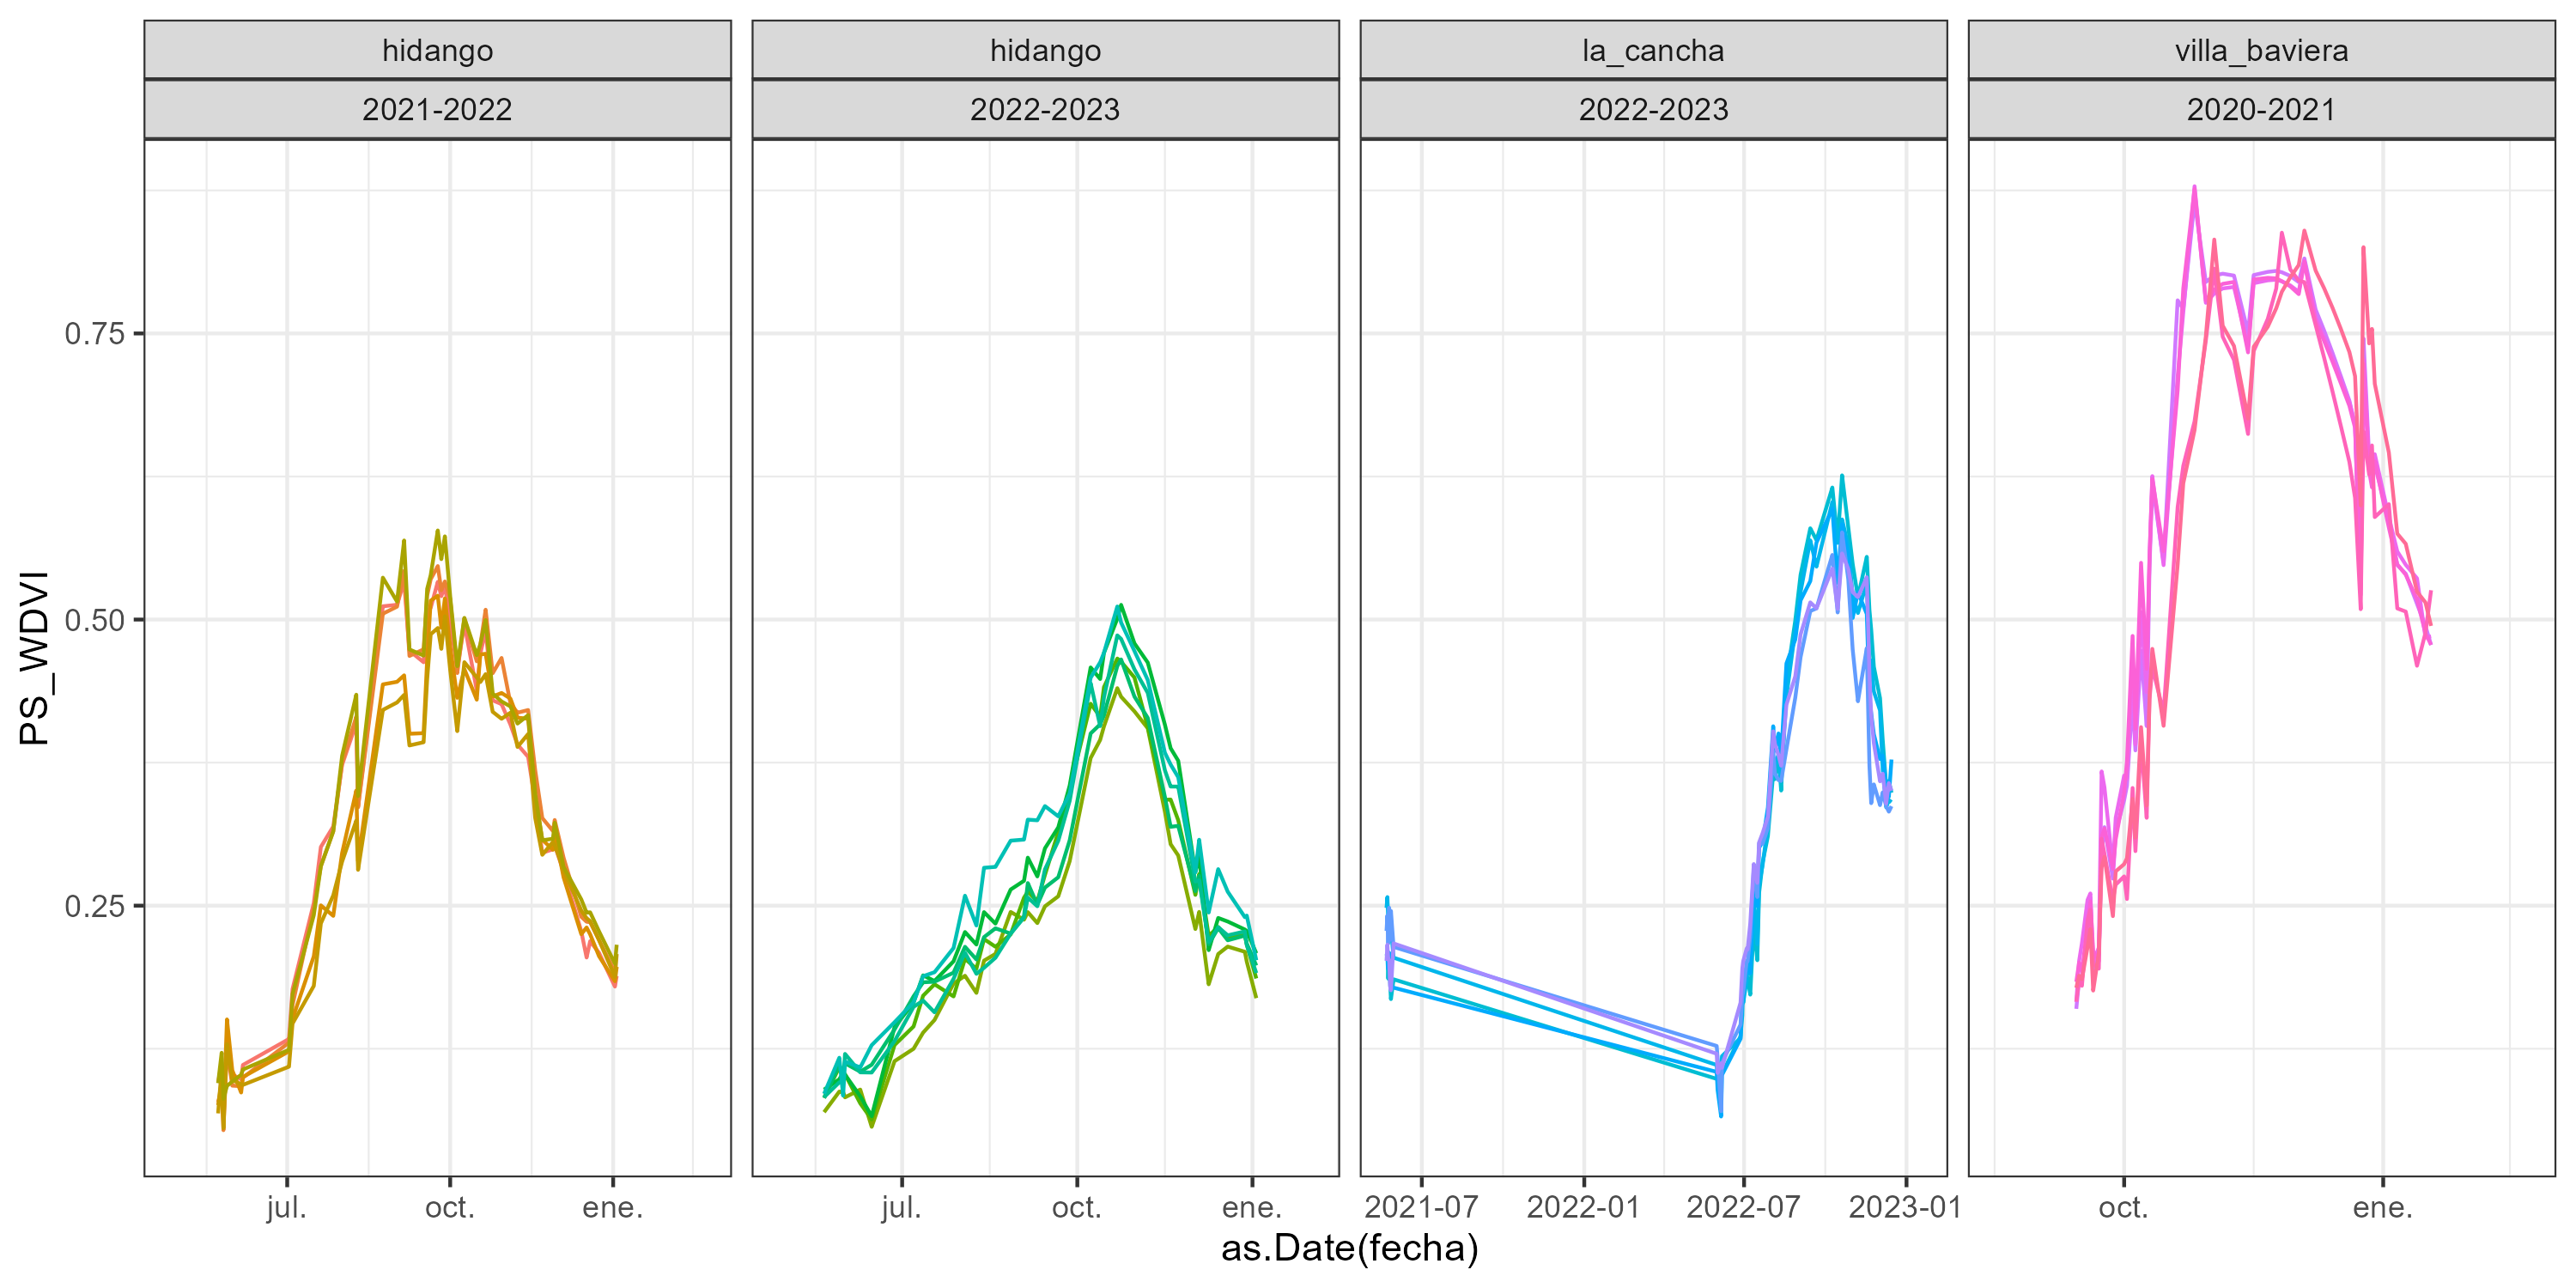 hidango hidango la_cancha villa_baviera
2021-2022 2022-2023 2022-2023 2020-2021
PS_WDVI
0.75
0.50
0.25
jul. oct. ene. jul. oct. ene. 2021-07 2022-01 2022-07 2023-01 oct. ene.
as.Date(fecha)